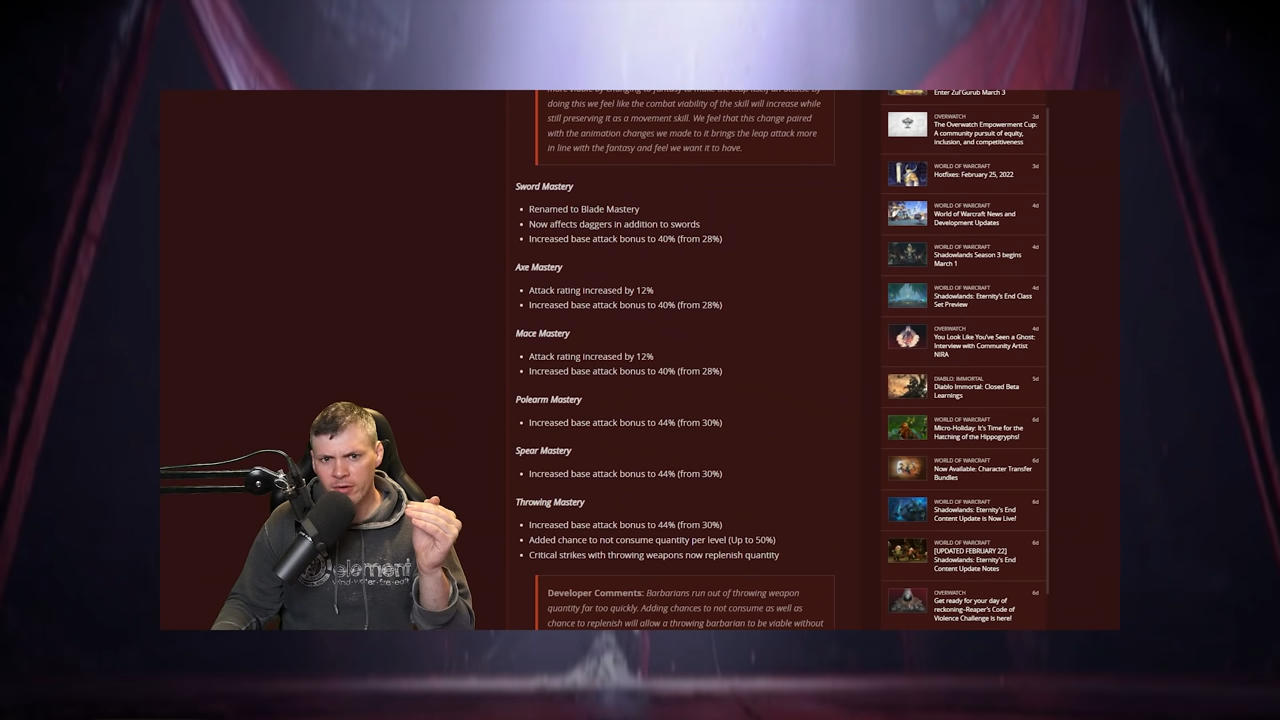 more viable by changing to fantasy to make the leap itself an attack. By
doing this we feel like the combat viability of the skill will increase while
still preserving it as a movement skill. We feel that this change paired
with the animation changes we made to it brings the leap attack more
in line with the fantasy and feel we want it to have.
Sword Mastery
• Renamed to Blade Mastery
• Now affects daggers in addition to swords
• Increased base attack bonus to 40% (from 28%)
Axe Mastery
• Attack rating increased by 12%
• Increased base attack bonus to 40% (from 28%)
Mace Mastery
• Attack rating increased by 12%
• Increased base attack bonus to 40% (from 28%)
Polearm Mastery
• Increased base attack bonus to 44% (from 30%)
Spear Mastery
• Increased base attack bonus to 44% (from 30%)
Throwing Mastery
• Increased base attack bonus to 44% (from 30%)
• Added chance to not consume quantity per level (Up to 50%)
• Critical strikes with throwing weapons now replenish quantity
Developer Comments: Barbarians run out of throwing weapon
quantity far too quickly. Adding chances to not consume as well as
chance to replenish will allow a throwing barbarian to be viable without
Enter Zul'Gurub March 3
OVERWATCH 2d
The Overwatch Empowerment Cup:
A community pursuit of equity,
inclusion, and competitiveness
WORLD OF WARCRAFT 3d
Hotfixes: February 25, 2022
WORLD OF WARCRAFT 4d
World of Warcraft News and
Development Updates
WORLD OF WARCRAFT 4d
Shadowlands Season 3 begins
March 1
WORLD OF WARCRAFT 4d
Shadowlands: Eternity's End Class
Set Preview
OVERWATCH 4d
You Look Like You've Seen a Ghost:
Interview with Community Artist
NIRA
DIABLO: IMMORTAL 5d
Diablo Immortal: Closed Beta
Learnings
WORLD OF WARCRAFT 6d
Micro-Holiday: It's Time for the
Hatching of the Hippogryphs!
WORLD OF WARCRAFT 6d
Now Available: Character Transfer
Bundles
WORLD OF WARCRAFT 6d
Shadowlands: Eternity's End
Content Update is Now Live!
WORLD OF WARCRAFT 6d
[UPDATED FEBRUARY 22]
Shadowlands: Eternity's End
Content Update Notes
OVERWATCH 6d
Get ready for your day of
reckoning–Reaper's Code of
Violence Challenge is here!
element
wind-water-fire-earth